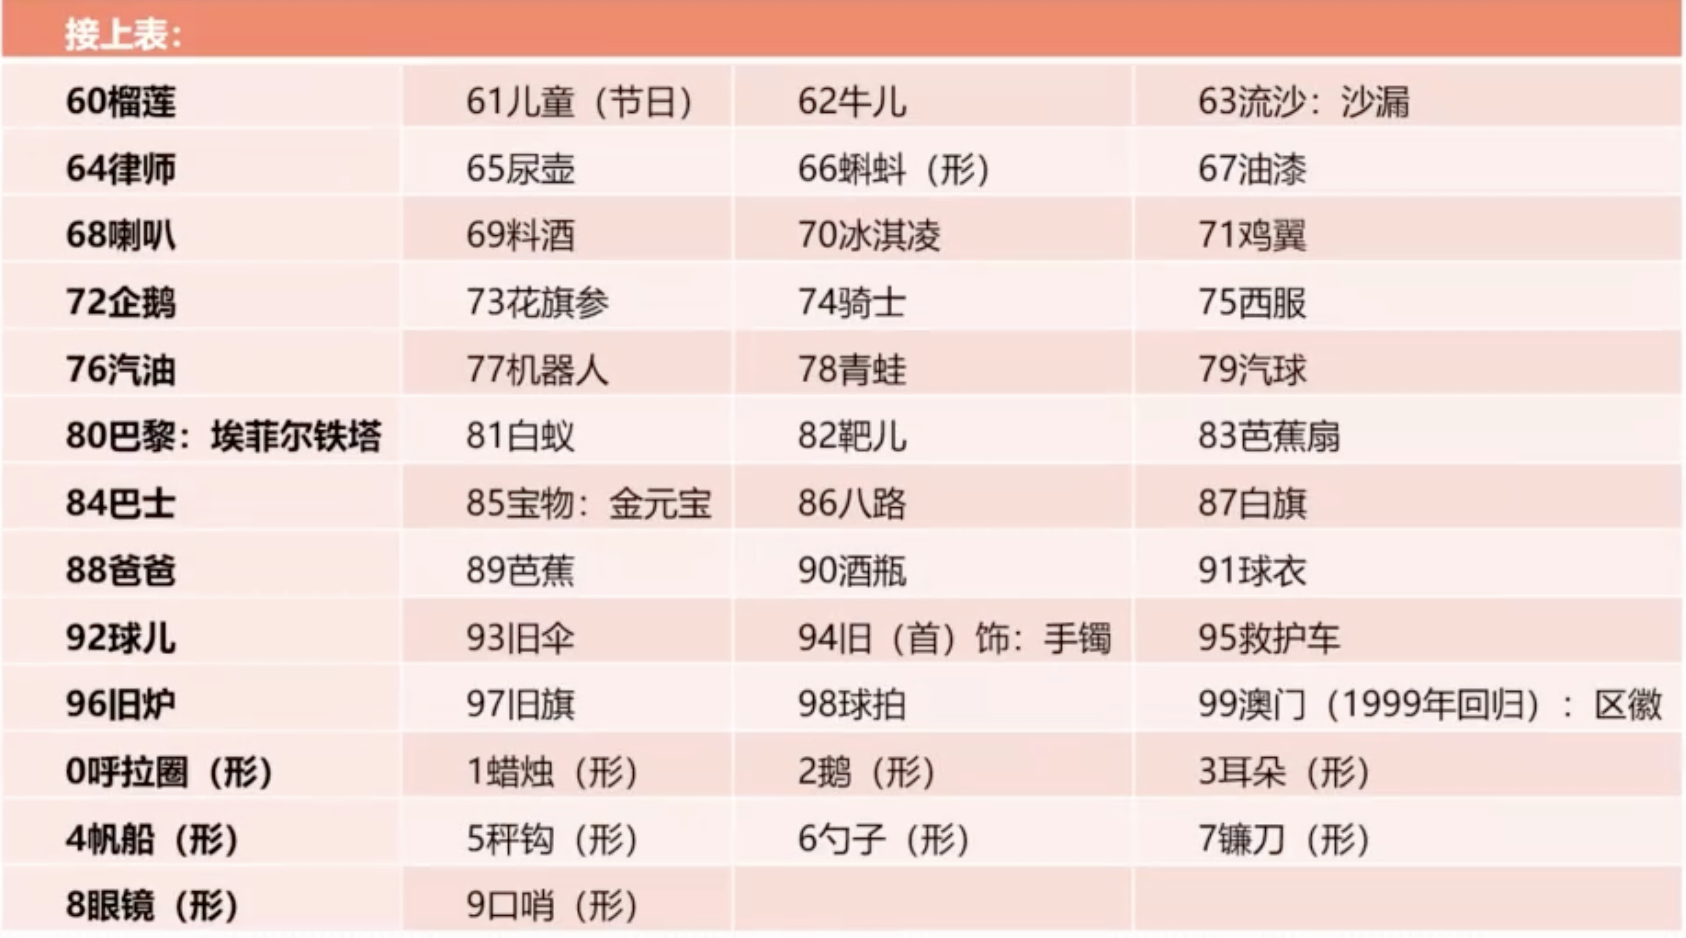 接上表：
60榴莲 61儿童（节日） 62牛儿 63流沙：沙漏
64律师 65尿壶 66蝌蚪（形） 67油漆
68喇叭 69料酒 70冰淇凌 71鸡翼
72企鹅 73花旗参 74骑士 75西服
76汽油 77机器人 78青蛙 79汽球
80巴黎：埃菲尔铁塔 81白蚁 82靶儿 83芭蕉扇
84巴士 85宝物：金元宝 86八路 87白旗
88爸爸 89芭蕉 90酒瓶 91球衣
92球儿 93旧伞 94旧（首）饰：手镯 95救护车
96旧炉 97旧旗 98球拍 99澳门（1999年回归）：区徽
0呼拉圈（形） 1蜡烛（形） 2鹅（形） 3耳朵（形）
4帆船（形） 5秤钩（形） 6勺子（形） 7镰刀（形）
8眼镜（形） 9口哨（形）